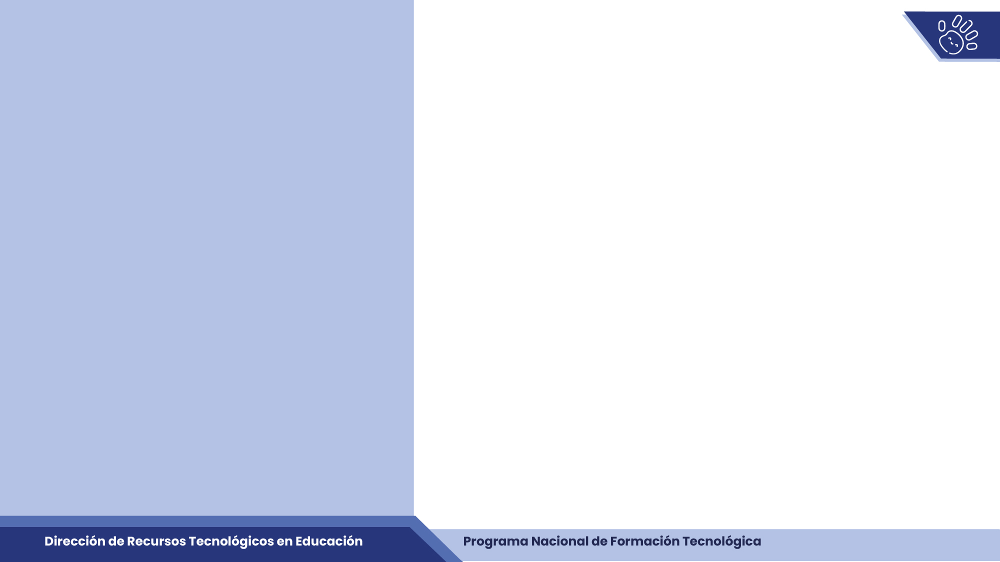 Dirección de Recursos Tecnológicos en Educación
Programa Nacional de Formación Tecnológica